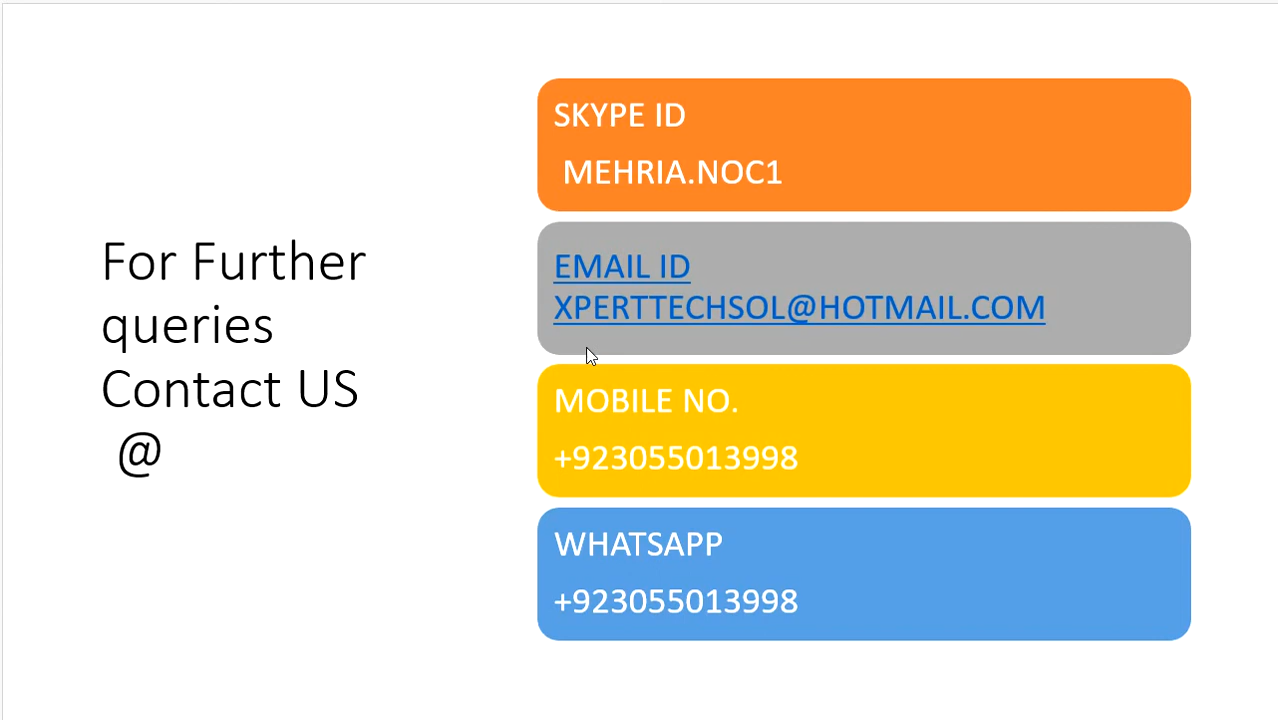 For Further
queries
Contact US
@
SKYPE ID
MEHRIA.NOC1
EMAIL ID
XPERTTECHSOL@HOTMAIL.COM
MOBILE NO.
+923055013998
WHATSAPP
+923055013998